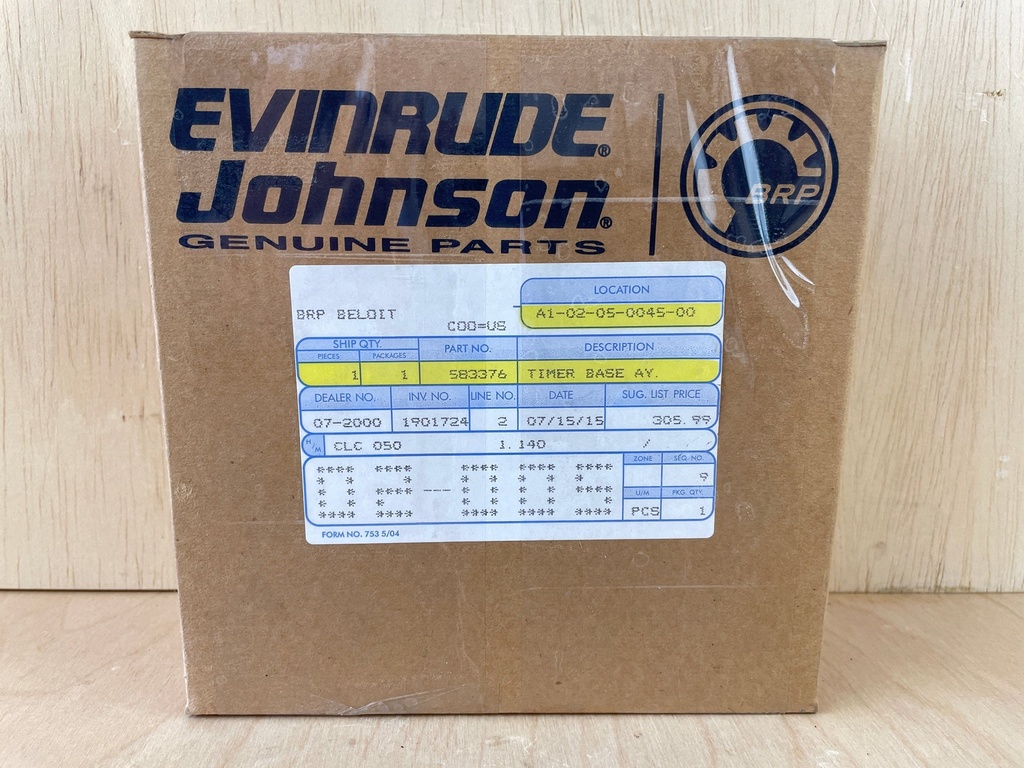 EVINRUDE®
Johnson®
GENUINE PARTS
BRP
LOCATION
BRP BELOIT
COO=US
A1-02-05-0045-00
SHIP QTY.
PIECES PACKAGES PART NO. DESCRIPTION
1 1 583376 TIMER BASE AY.
DEALER NO. INV. NO. LINE NO. DATE SUG. LIST PRICE
07-2000 1901724 2 07/15/15 305.99
H/M CLC 050 1.140 /
ZONE SEQ. NO.
9
U/M PKG. QTY.
PCS 1
FORM NO. 753 5/04